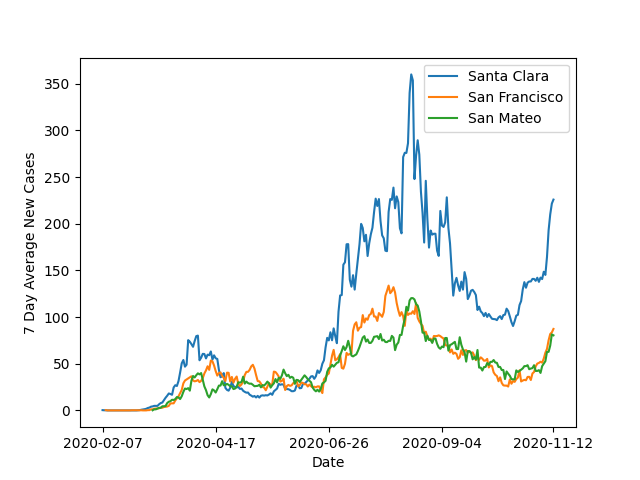 Santa Clara
San Francisco
San Mateo
350
300
250
200
150
100
50
0
7 Day Average New Cases
2020-02-07 2020-04-17 2020-06-26 2020-09-04 2020-11-12
Date